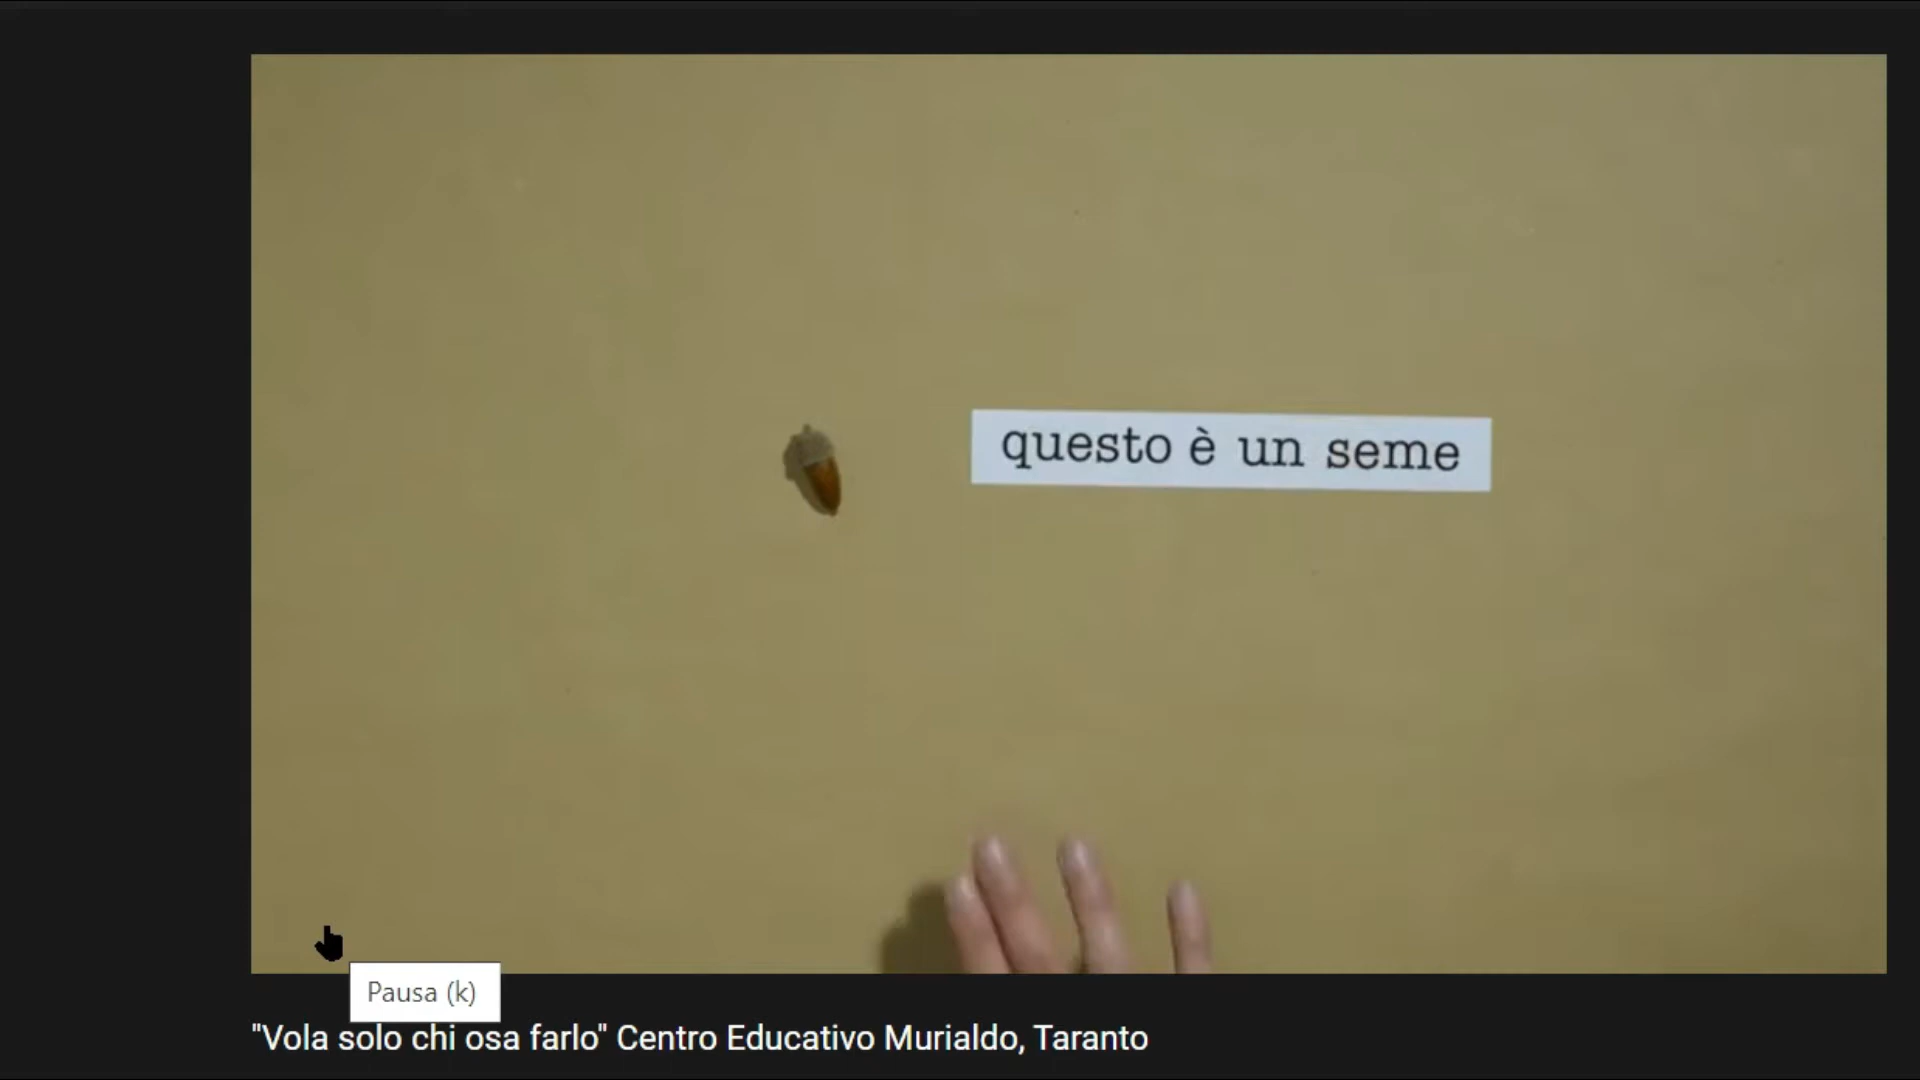 questo è un seme
Pausa (k)
"Vola solo chi osa farlo" Centro Educativo Murialdo, Taranto